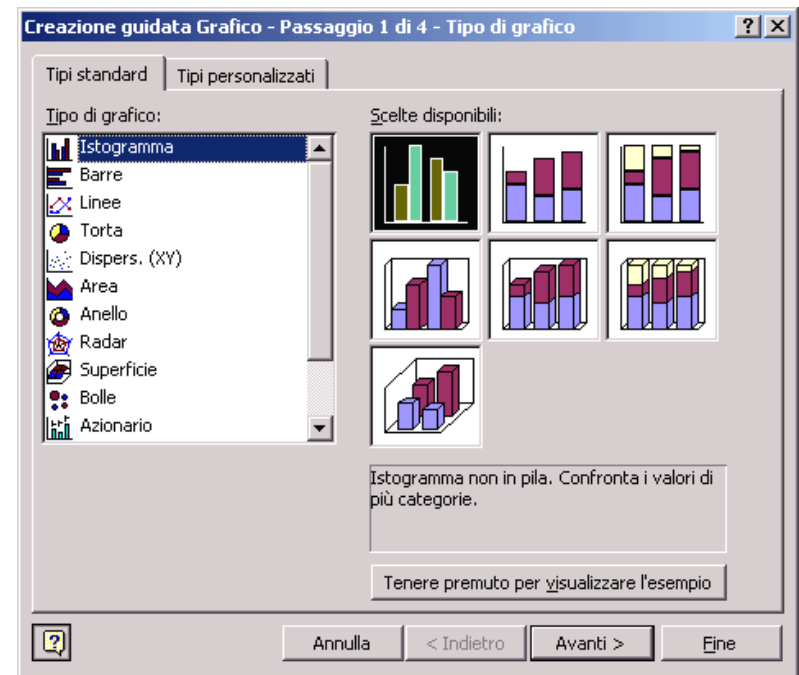 Creazione guidata Grafico - Passaggio 1 di 4 - Tipo di grafico
Tipi standard
Tipi personalizzati
Tipo di grafico:
Istogramma
Barre
Linee
Torta
Dispers. (XY)
Area
Anello
Radar
Superficie
Bolle
Azionario
Scelte disponibili:
Istogramma non in pila. Confronta i valori di
più categorie.
Tenere premuto per visualizzare l'esempio
Annulla
< Indietro
Avanti >
Fine